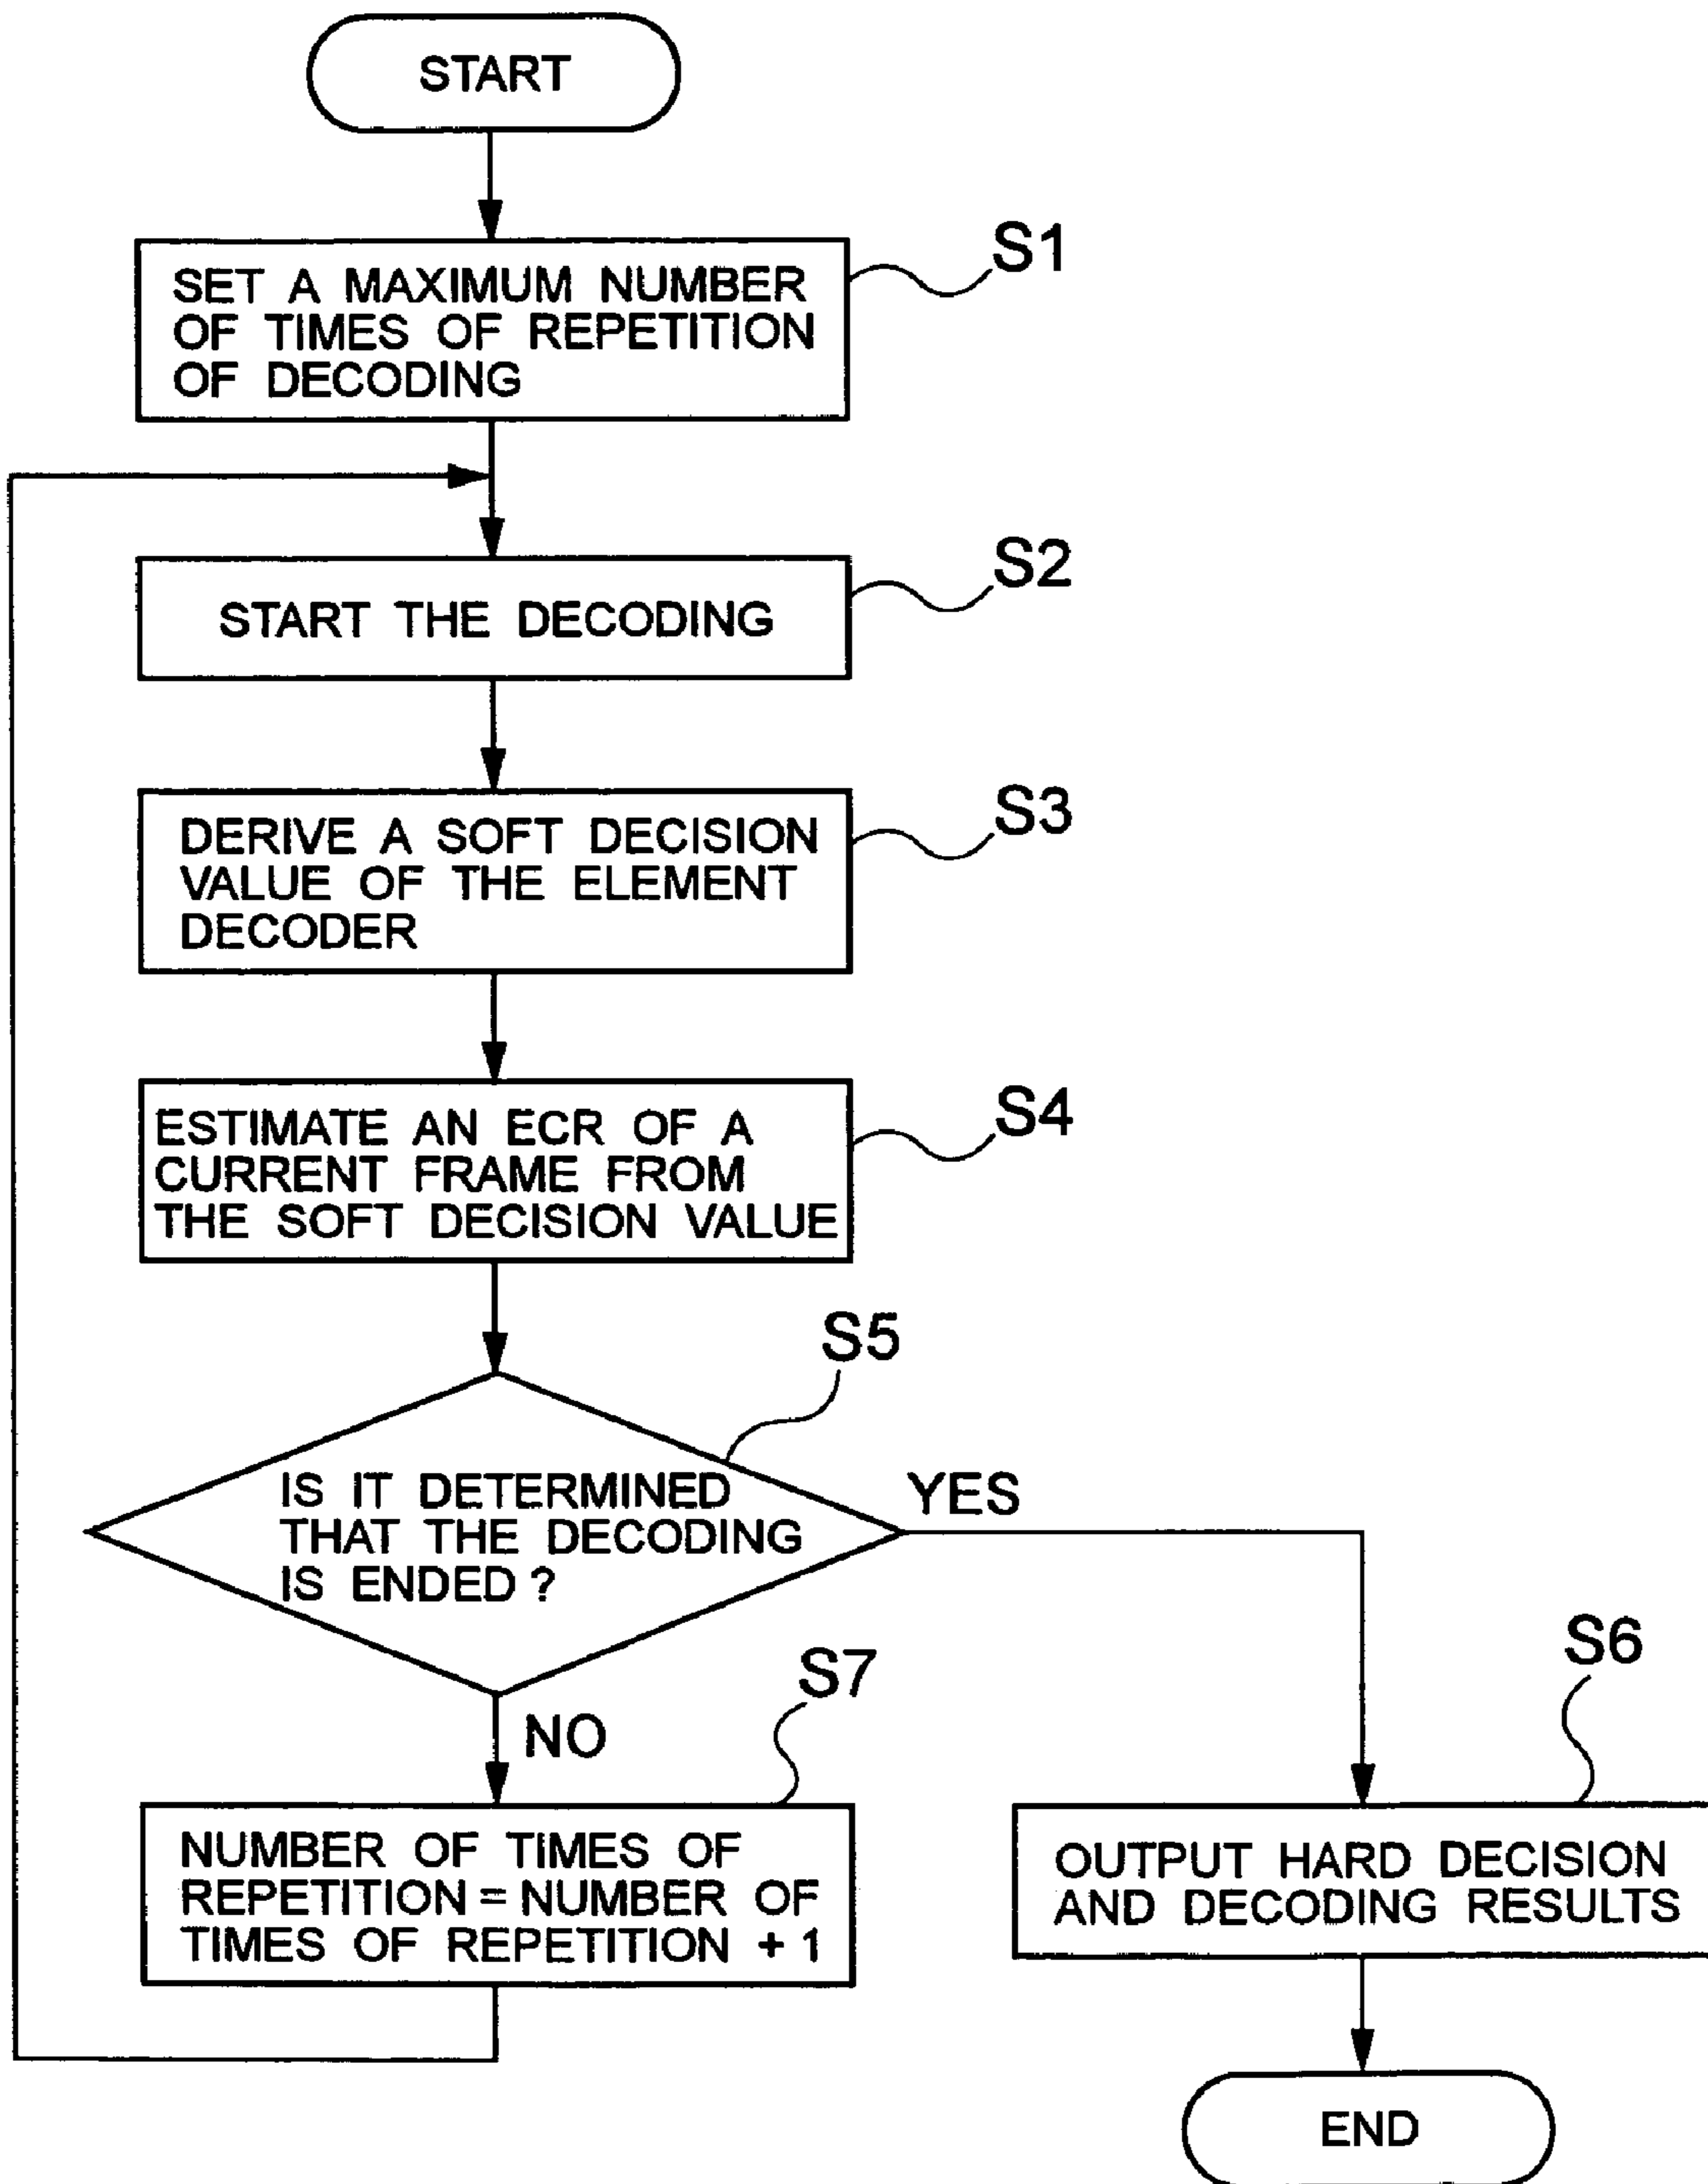 START
S1
SET A MAXIMUM NUMBER
OF TIMES OF REPETITION
OF DECODING
S2
START THE DECODING
S3
DERIVE A SOFT DECISION
VALUE OF THE ELEMENT
DECODER
S4
ESTIMATE AN ECR OF A
CURRENT FRAME FROM
THE SOFT DECISION VALUE
S5
IS IT DETERMINED
THAT THE DECODING
IS ENDED?
YES
NO
S7
NUMBER OF TIMES OF
REPETITION = NUMBER OF
TIMES OF REPETITION + 1
S6
OUTPUT HARD DECISION
AND DECODING RESULTS
END